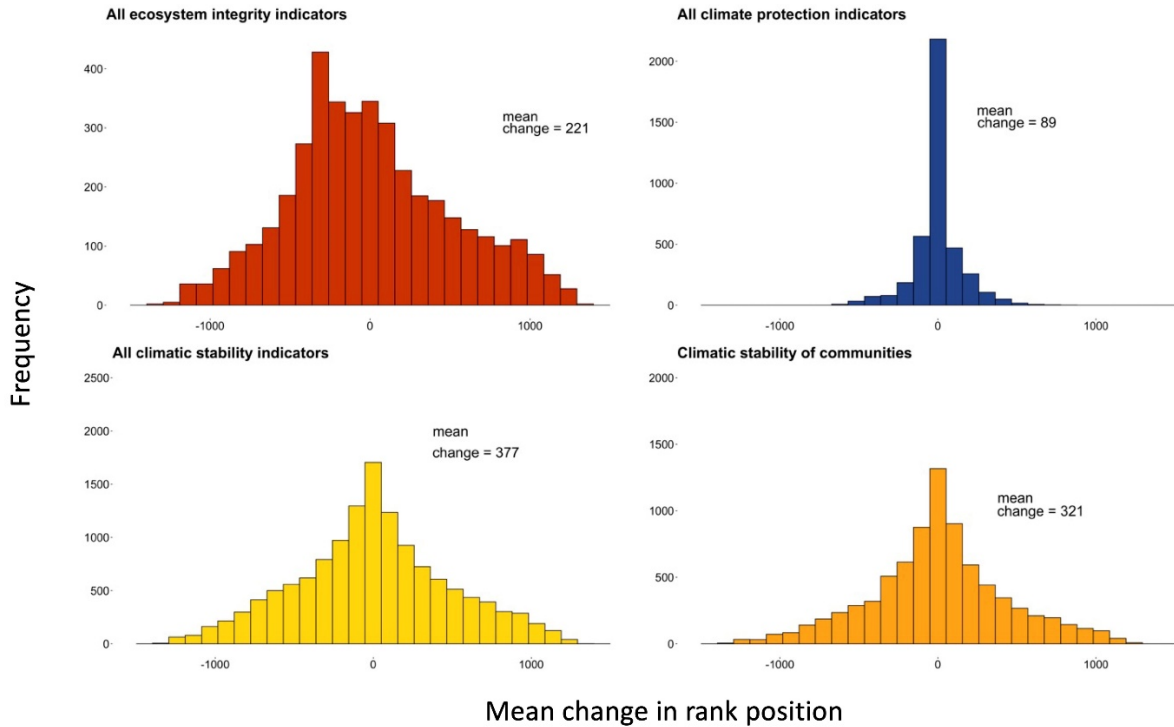 All ecosystem integrity indicators
400
300
200
100
0
mean
change = 221
-1000 0 1000
All climate protection indicators
2000
1500
1000
500
0
mean
change = 89
-1000 0 1000
All climatic stability indicators
2500
2000
1500
1000
500
0
mean
change = 377
-1000 0 1000
Climatic stability of communities
2000
1500
1000
500
0
mean
change = 321
-1000 0 1000
Frequency
Mean change in rank position